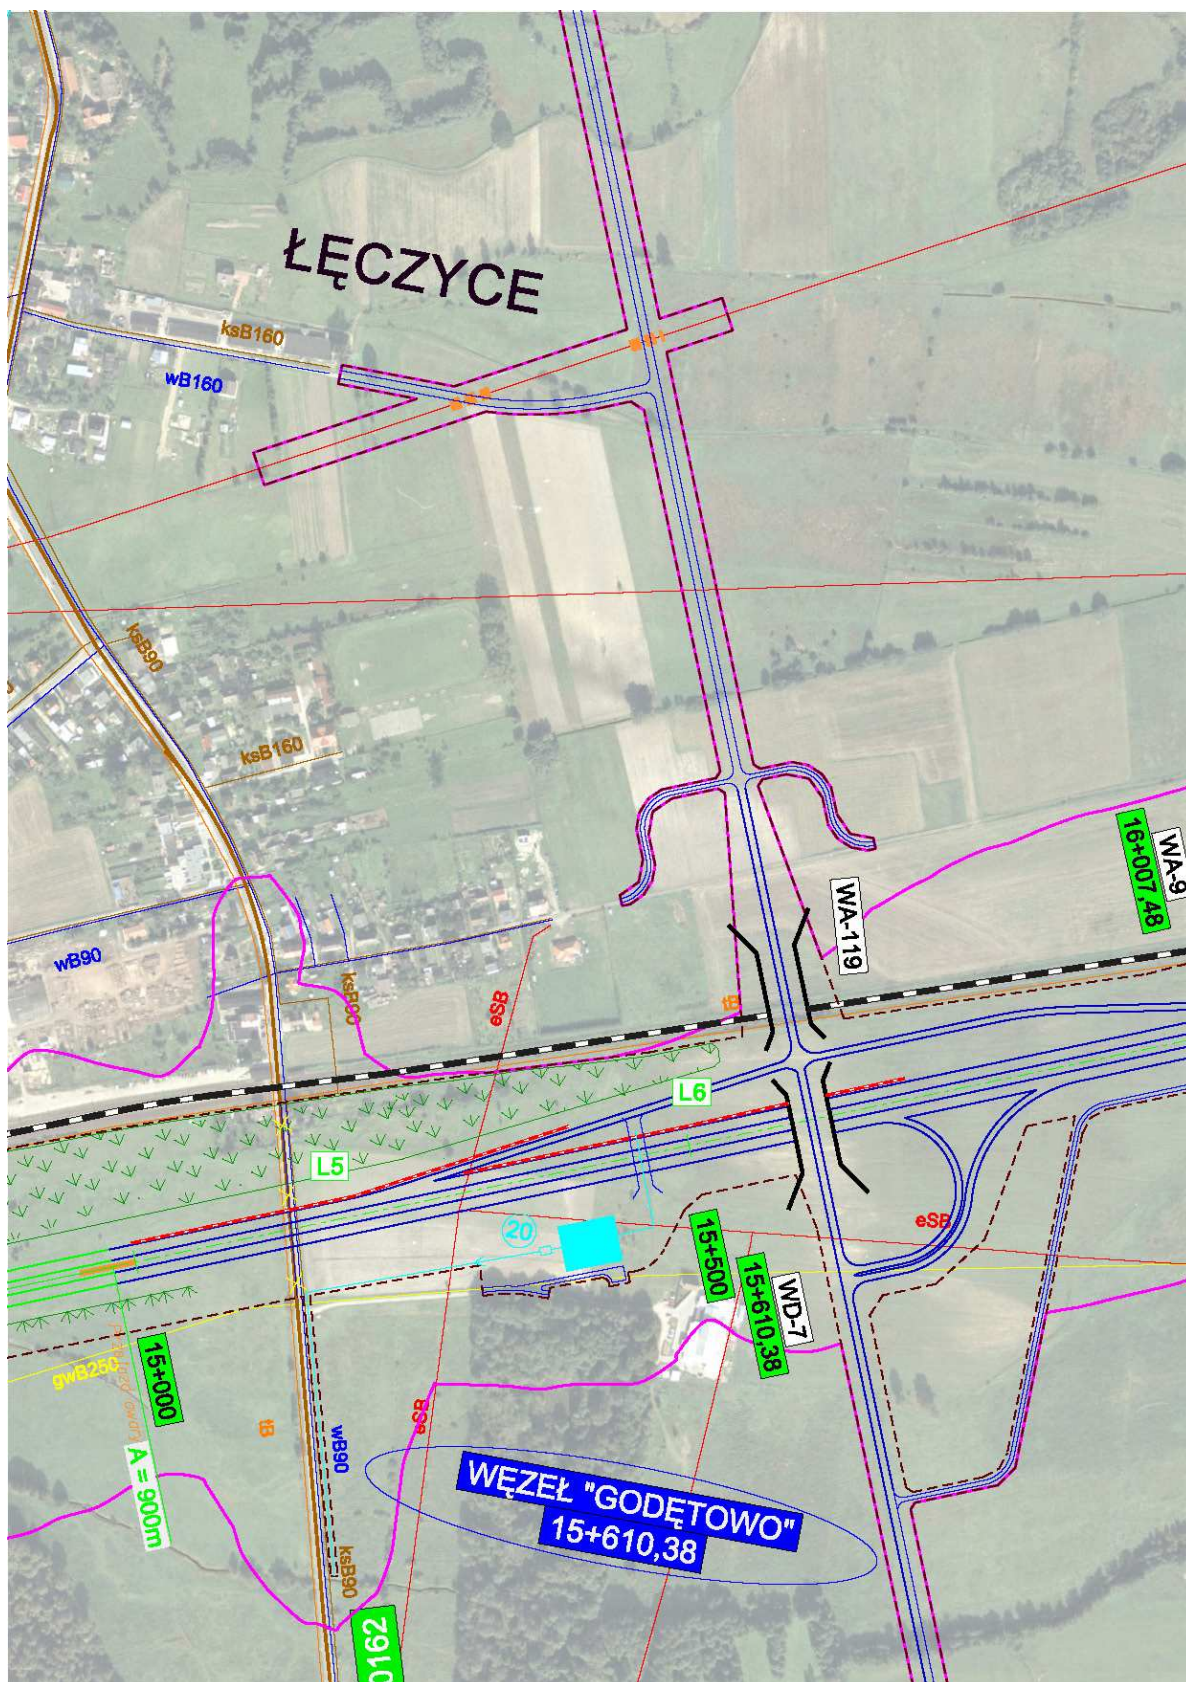 ŁĘCZYCE
ksB160
wB160
ksB90
ksB160
WA-9
16+007,48
WA-119
wB90
ksB90
eSB
tB
L6
L5
eSB
20
15+500
WD-7
15+610,38
gwB250
15+000
A = 900m
tB
wB90
eSB
WĘZEŁ "GODĘTOWO"
15+610,38
ksB90
0162